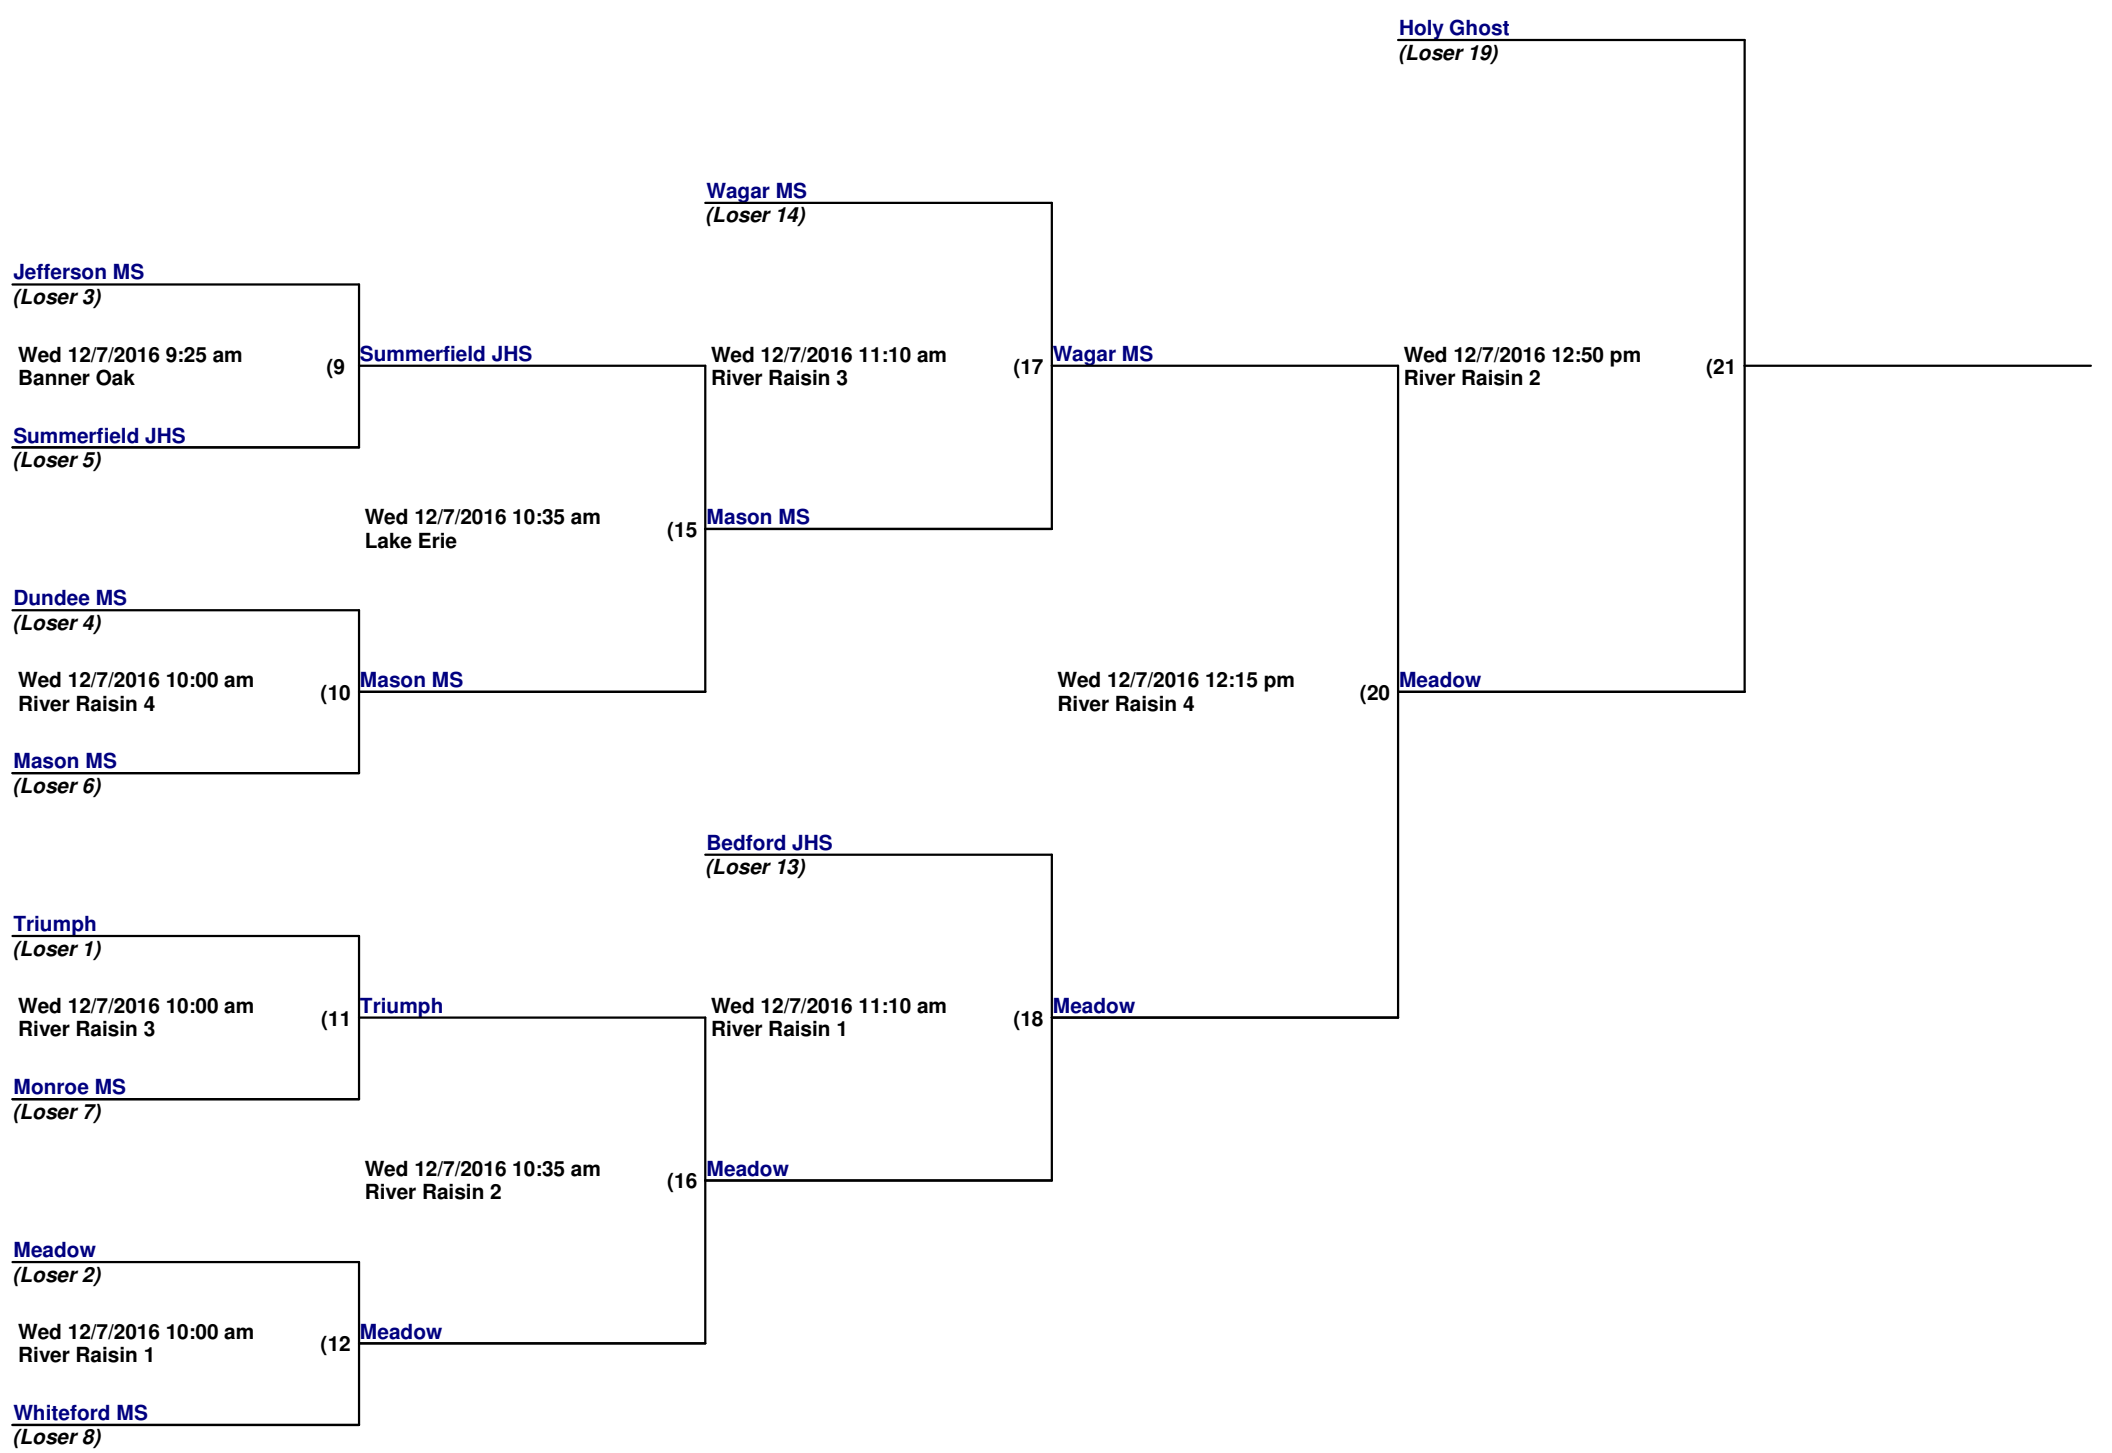 Holy Ghost
(Loser 19)
Wagar MS
(Loser 14)
Jefferson MS
(Loser 3)
Wed 12/7/2016 9:25 am
Banner Oak
(9
Summerfield JHS
Wed 12/7/2016 11:10 am
River Raisin 3
(17
Wagar MS
Wed 12/7/2016 12:50 pm
River Raisin 2
(21
Summerfield JHS
(Loser 5)
Wed 12/7/2016 10:35 am
Lake Erie
(15
Mason MS
Dundee MS
(Loser 4)
Wed 12/7/2016 10:00 am
River Raisin 4
(10
Mason MS
Wed 12/7/2016 12:15 pm
River Raisin 4
(20
Meadow
Mason MS
(Loser 6)
Bedford JHS
(Loser 13)
Triumph
(Loser 1)
Wed 12/7/2016 10:00 am
River Raisin 3
(11
Triumph
Wed 12/7/2016 11:10 am
River Raisin 1
(18
Meadow
Monroe MS
(Loser 7)
Wed 12/7/2016 10:35 am
River Raisin 2
(16
Meadow
Meadow
(Loser 2)
Wed 12/7/2016 10:00 am
River Raisin 1
(12
Meadow
Whiteford MS
(Loser 8)